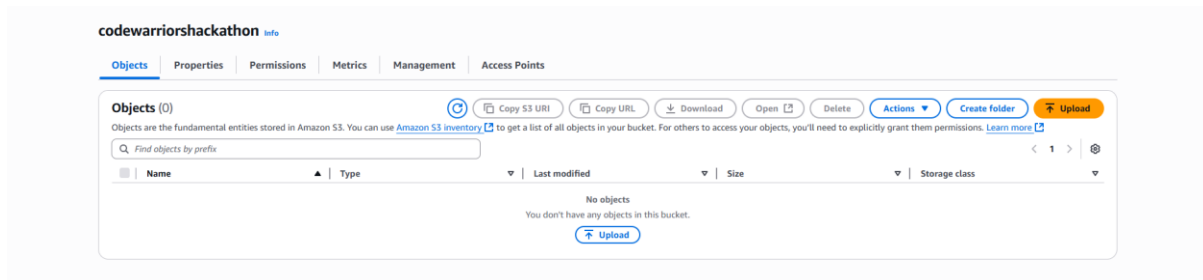 codewarriorshackathon Info
Objects Properties Permissions Metrics Management Access Points
Objects (0) Copy S3 URI Copy URL Download Open Delete Actions Create folder Upload
Objects are the fundamental entities stored in Amazon S3. You can use Amazon S3 inventory to get a list of all objects in your bucket. For others to access your objects, you'll need to explicitly grant them permissions. Learn more
Find objects by prefix 1
Name Type Last modified Size Storage class
No objects
You don't have any objects in this bucket.
Upload